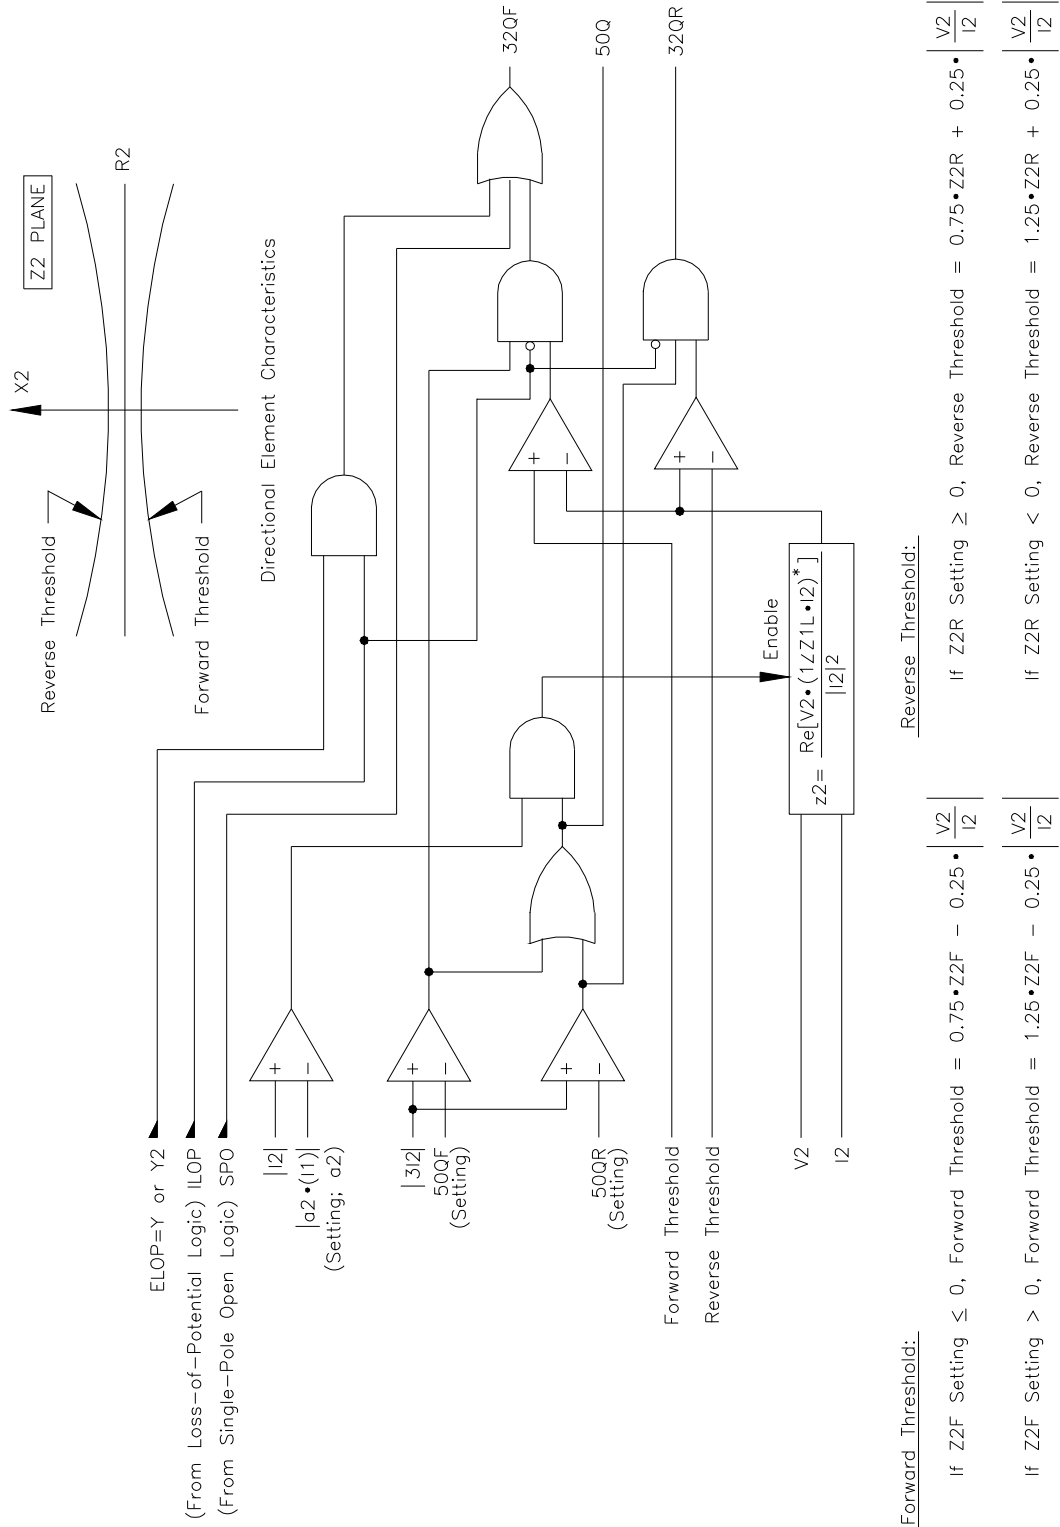 ELOP=Y or Y2
(From Loss-of-Potential Logic) ILOP
(From Single-Pole Open Logic) SPO
|I2|
|a2•(I1)|
(Setting; a2)
+
−
|3I2|
50QF
(Setting)
+
−
50QR
(Setting)
+
−
Forward Threshold
Reverse Threshold
V2
I2
Enable
z2= Re[V2•(1∠Z1L•I2)*]
|I2|2
+
−
+
−
32QF
50Q
32QR
Reverse Threshold
Forward Threshold
X2
R2
Z2 PLANE
Directional Element Characteristics
Forward Threshold:
If Z2F Setting ≤ 0, Forward Threshold = 0.75•Z2F − 0.25• |V2/I2|
If Z2F Setting > 0, Forward Threshold = 1.25•Z2F − 0.25• |V2/I2|
Reverse Threshold:
If Z2R Setting ≥ 0, Reverse Threshold = 0.75•Z2R + 0.25• |V2/I2|
If Z2R Setting < 0, Reverse Threshold = 1.25•Z2R + 0.25• |V2/I2|